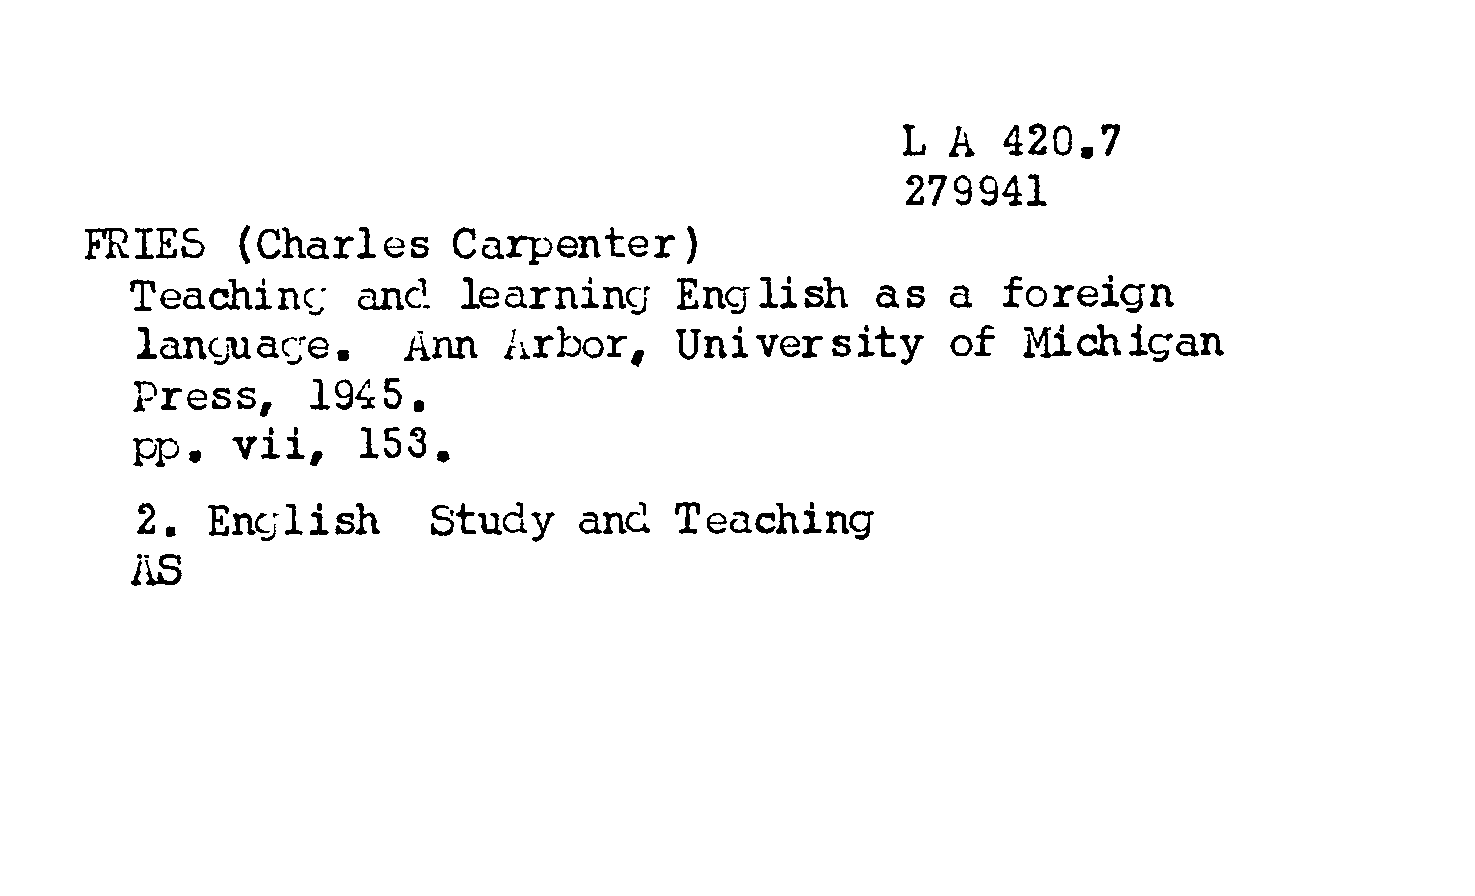 L A 420.7
279941
FRIES (Charles Carpenter)
Teaching and learning English as a foreign
language. Ann Arbor, University of Michigan
Press, 1945.
pp. vii, 153.
2. English Study and Teaching
AS